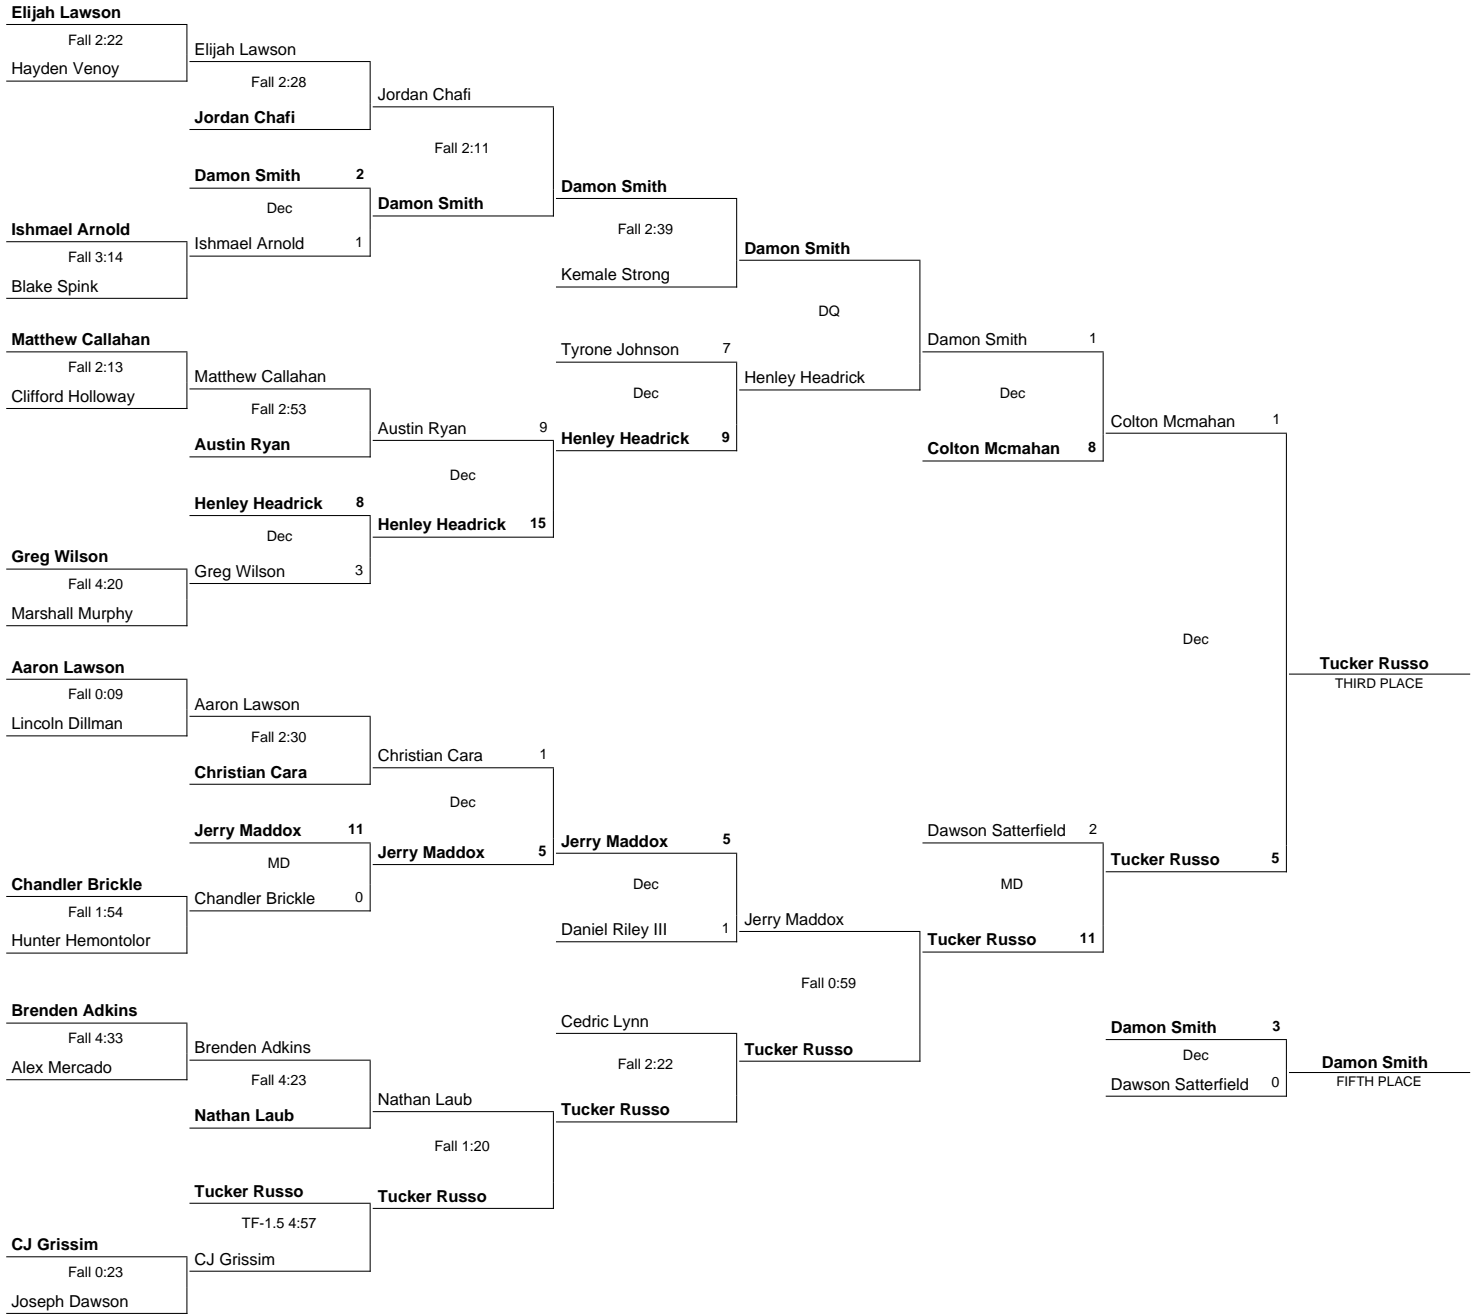 Elijah Lawson
Fall 2:22
Hayden Venoy
Elijah Lawson
Fall 2:28
Jordan Chafi
Jordan Chafi
Fall 2:11
Damon Smith 2
Dec
Ishmael Arnold 1
Damon Smith
Ishmael Arnold
Fall 3:14
Blake Spink
Damon Smith
Fall 2:39
Kemale Strong
Damon Smith
DQ
Henley Headrick
Matthew Callahan
Fall 2:13
Clifford Holloway
Matthew Callahan
Fall 2:53
Austin Ryan
Austin Ryan 9
Dec
Henley Headrick 15
Henley Headrick 8
Dec
Greg Wilson 3
Greg Wilson
Fall 4:20
Marshall Murphy
Tyrone Johnson 7
Dec
Henley Headrick 9
Damon Smith 1
Dec
Colton Mcmahan 8
Colton Mcmahan 1
Dec
Tucker Russo 5
Tucker Russo
THIRD PLACE
Aaron Lawson
Fall 0:09
Lincoln Dillman
Aaron Lawson
Fall 2:30
Christian Cara
Christian Cara 1
Dec
Jerry Maddox 5
Jerry Maddox 11
MD
Chandler Brickle 0
Chandler Brickle
Fall 1:54
Hunter Hemontolor
Jerry Maddox 5
Dec
Daniel Riley III 1
Jerry Maddox
Fall 0:59
Tucker Russo
Dawson Satterfield 2
MD
Tucker Russo 11
Brenden Adkins
Fall 4:33
Alex Mercado
Brenden Adkins
Fall 4:23
Nathan Laub
Nathan Laub
Fall 1:20
Tucker Russo
Cedric Lynn
Fall 2:22
Tucker Russo
Tucker Russo
TF-1.5 4:57
CJ Grissim
CJ Grissim
Fall 0:23
Joseph Dawson
Damon Smith 3
Dec
Dawson Satterfield 0
Damon Smith
FIFTH PLACE